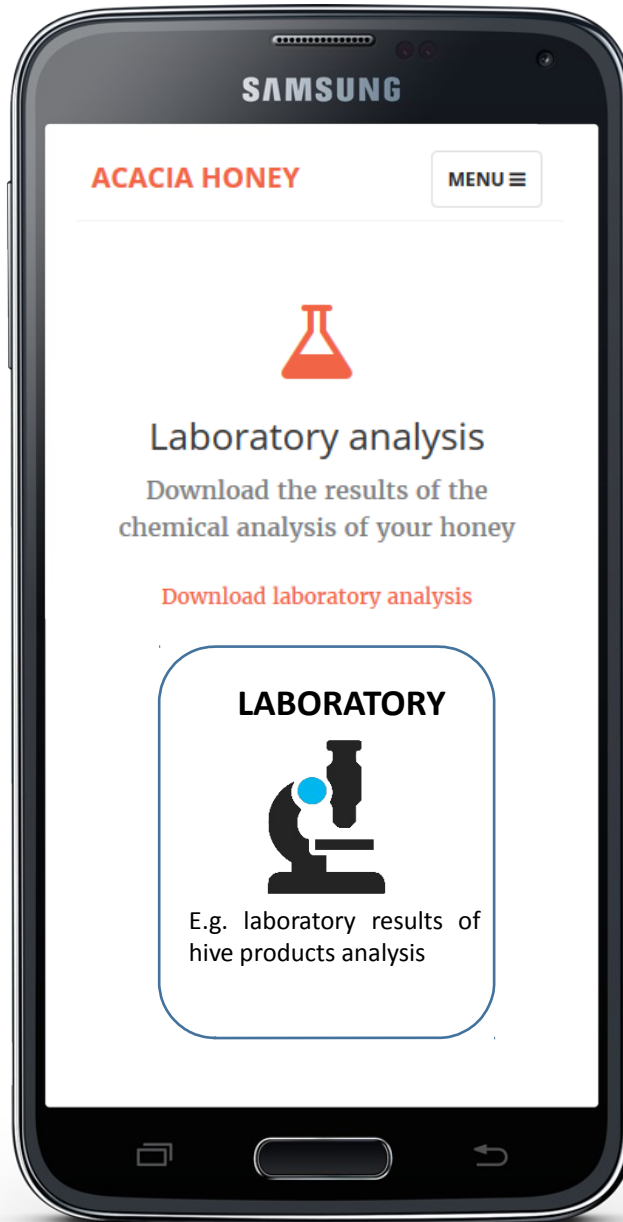 SAMSUNG
ACACIA HONEY
MENU
Laboratory analysis
Download the results of the
chemical analysis of your honey
Download laboratory analysis
LABORATORY
E.g. laboratory results of
hive products analysis